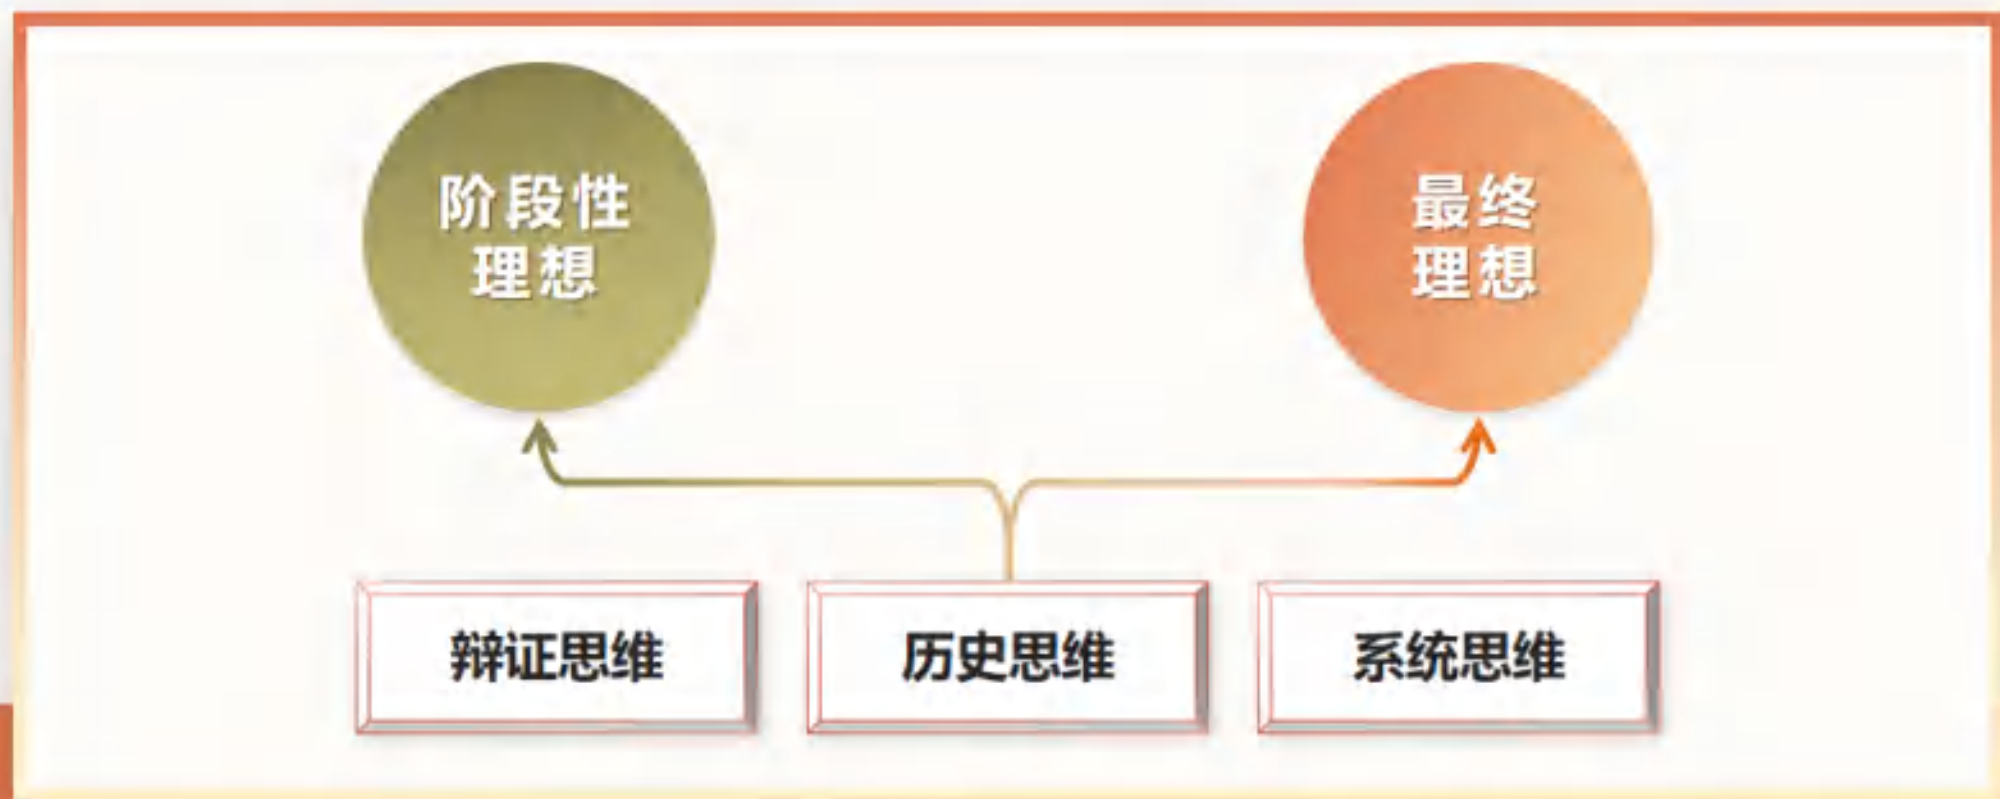 阶段性
理想
最终
理想
辩证思维
历史思维
系统思维